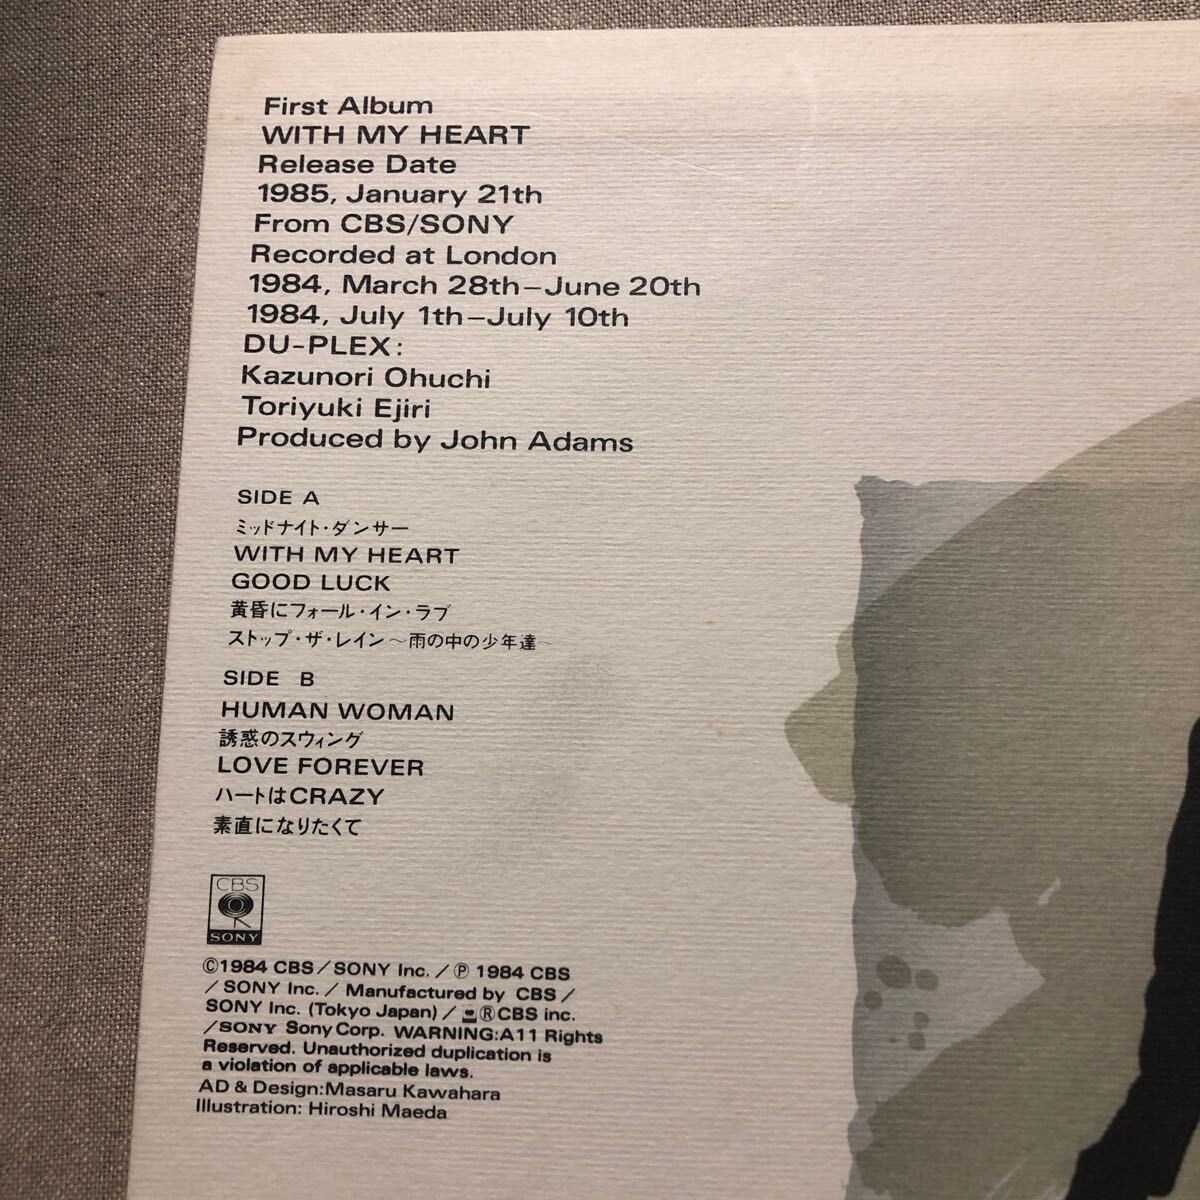 First Album
WITH MY HEART
Release Date
1985, January 21th
From CBS/SONY
Recorded at London
1984, March 28th–June 20th
1984, July 1th–July 10th
DU-PLEX:
Kazunori Ohuchi
Toriyuki Ejiri
Produced by John Adams
SIDE A
ミッドナイト・ダンサー
WITH MY HEART
GOOD LUCK
黄昏にフォール・イン・ラブ
ストップ・ザ・レイン〜雨の中の少年達〜
SIDE B
HUMAN WOMAN
誘惑のスウィング
LOVE FOREVER
ハートはCRAZY
素直になりたくて
CBS
SONY
©1984 CBS/SONY Inc./℗ 1984 CBS
/SONY Inc./Manufactured by CBS/
SONY Inc. (Tokyo Japan)/®CBS inc.
/SONY Sony Corp. WARNING:A11 Rights
Reserved. Unauthorized duplication is
a violation of applicable laws.
AD & Design:Masaru Kawahara
Illustration: Hiroshi Maeda